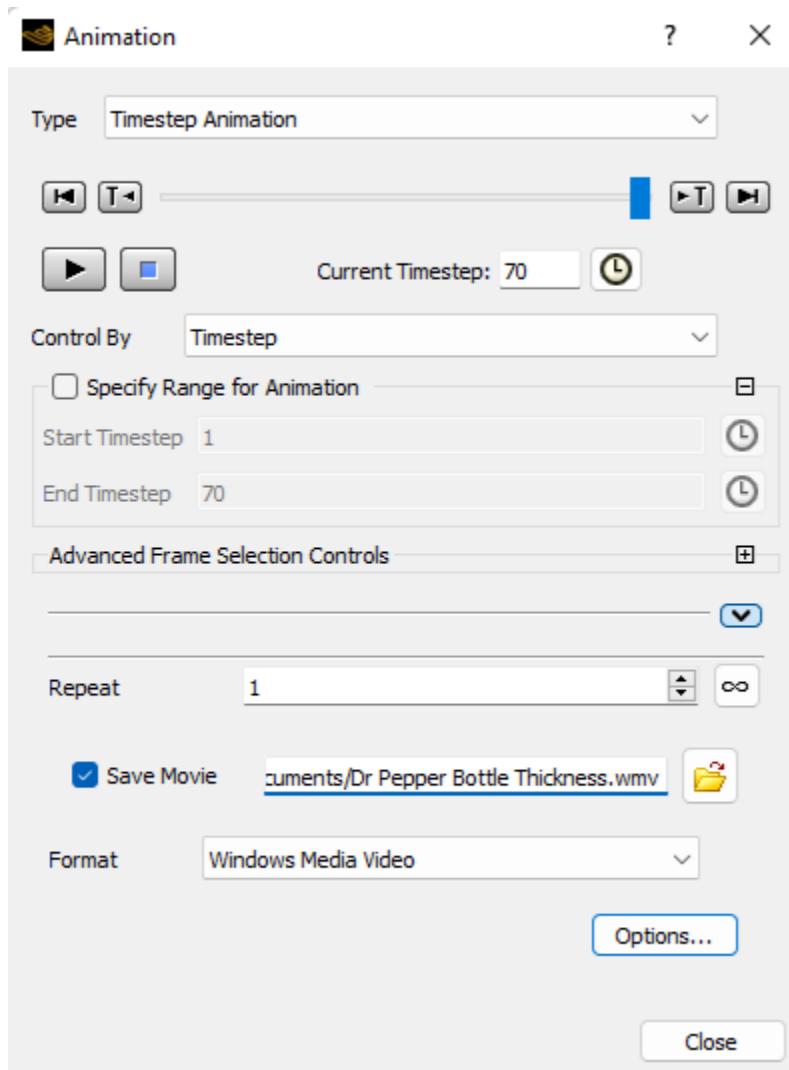 Animation ?
Type Timestep Animation
T T
Current Timestep: 70
Control By Timestep
Specify Range for Animation
Start Timestep 1
End Timestep 70
Advanced Frame Selection Controls
Repeat 1 ∞
Save Movie cuments/Dr Pepper Bottle Thickness.wmv
Format Windows Media Video
Options...
Close